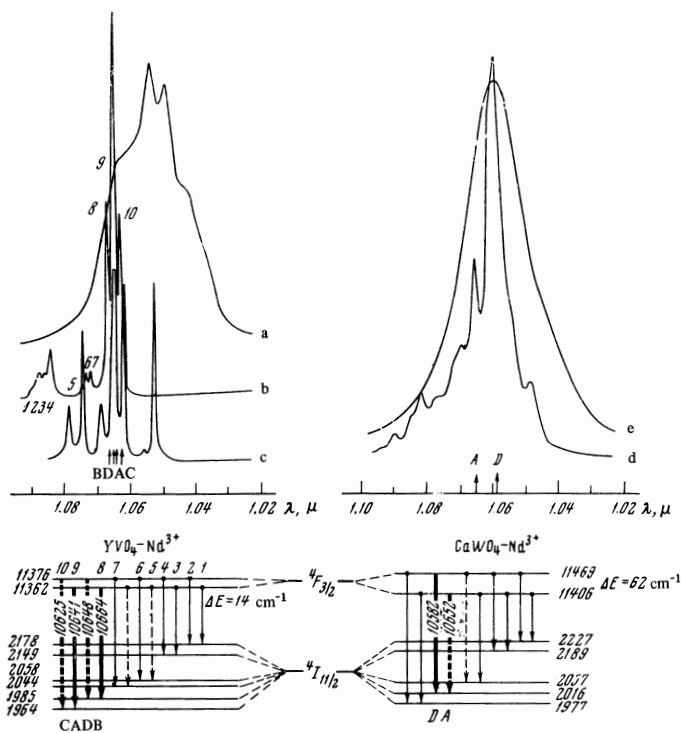 9
8
10
a
67
5
b
1234
c
BDAC
1.08 1.06 1.04 1.02 λ, μ
e
d
A D
1.10 1.08 1.06 1.04 1.02 λ, μ
YVO₄–Nd³⁺
11376 10 9 8 7 6 5 4 3 2 1
11362
10625 10641 10648 10664
ΔE = 14 cm⁻¹
2178
2149
2058
2044
1985
1964
CADB
⁴F₃/₂
⁴I₁₁/₂
CaWO₄–Nd³⁺
11469
11406
ΔE = 62 cm⁻¹
10582 10652
2227
2189
2016
1977
D A